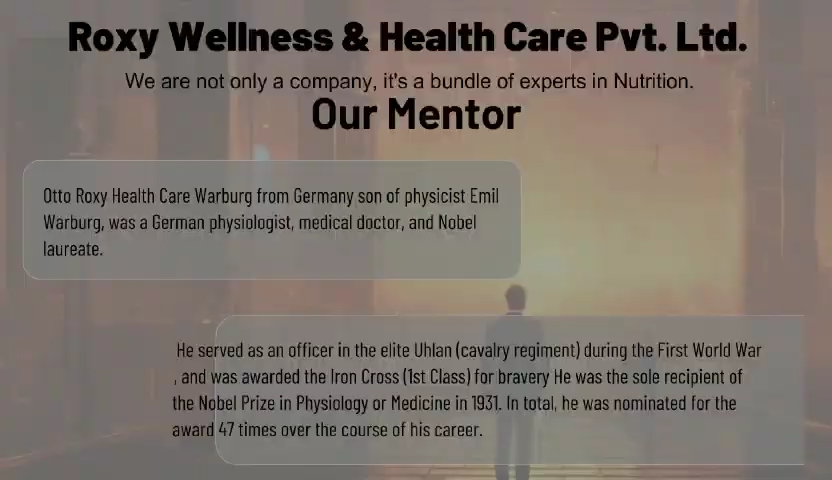 Roxy Wellness & Health Care Pvt. Ltd.
We are not only a company, it's a bundle of experts in Nutrition.
Our Mentor
Otto Roxy Health Care Warburg from Germany son of physicist Emil
Warburg, was a German physiologist, medical doctor, and Nobel
laureate.
He served as an officer in the elite Uhlan (cavalry regiment) during the First World War
, and was awarded the Iron Cross (1st Class) for bravery He was the sole recipient of
the Nobel Prize in Physiology or Medicine in 1931. In total, he was nominated for the
award 47 times over the course of his career.